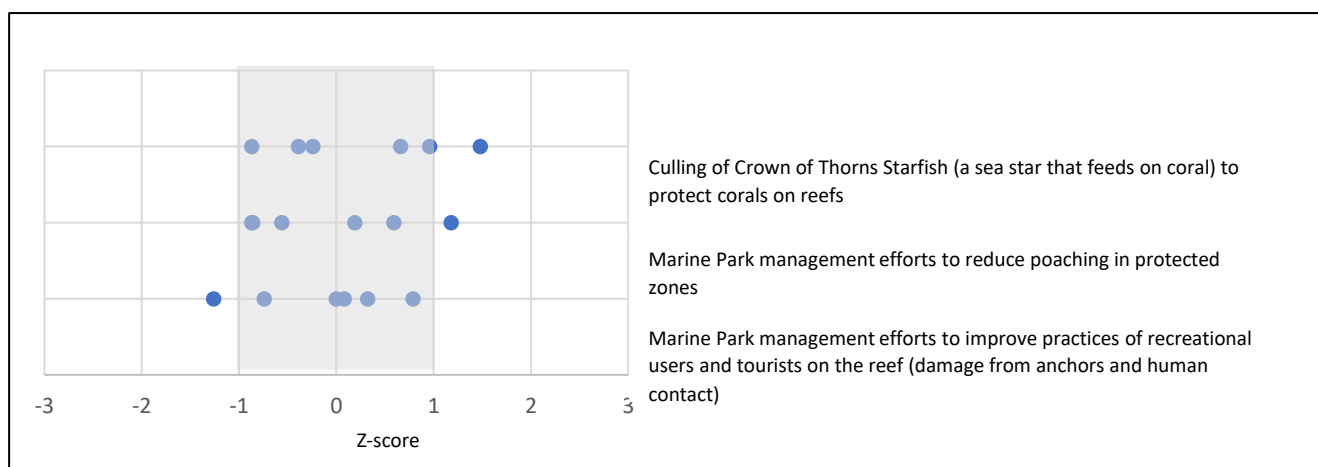 Culling of Crown of Thorns Starfish (a sea star that feeds on coral) to
protect corals on reefs
Marine Park management efforts to reduce poaching in protected
zones
Marine Park management efforts to improve practices of recreational
users and tourists on the reef (damage from anchors and human
contact)
-3 -2 -1 0 1 2 3
Z-score